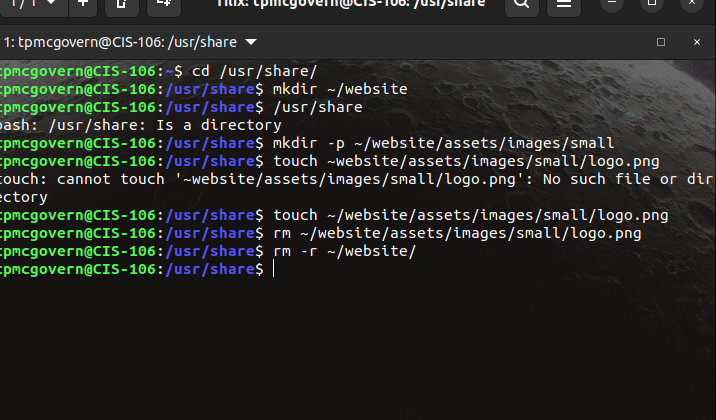 1 / 1
Tilix: tpmcgovern@CIS-106: /usr/share
1: tpmcgovern@CIS-106: /usr/share
tpmcgovern@CIS-106:~$ cd /usr/share/
tpmcgovern@CIS-106:/usr/share$ mkdir ~/website
tpmcgovern@CIS-106:/usr/share$ /usr/share
bash: /usr/share: Is a directory
tpmcgovern@CIS-106:/usr/share$ mkdir -p ~/website/assets/images/small
tpmcgovern@CIS-106:/usr/share$ touch ~website/assets/images/small/logo.png
touch: cannot touch '~website/assets/images/small/logo.png': No such file or dir
ectory
tpmcgovern@CIS-106:/usr/share$ touch ~/website/assets/images/small/logo.png
tpmcgovern@CIS-106:/usr/share$ rm ~/website/assets/images/small/logo.png
tpmcgovern@CIS-106:/usr/share$ rm -r ~/website/
tpmcgovern@CIS-106:/usr/share$